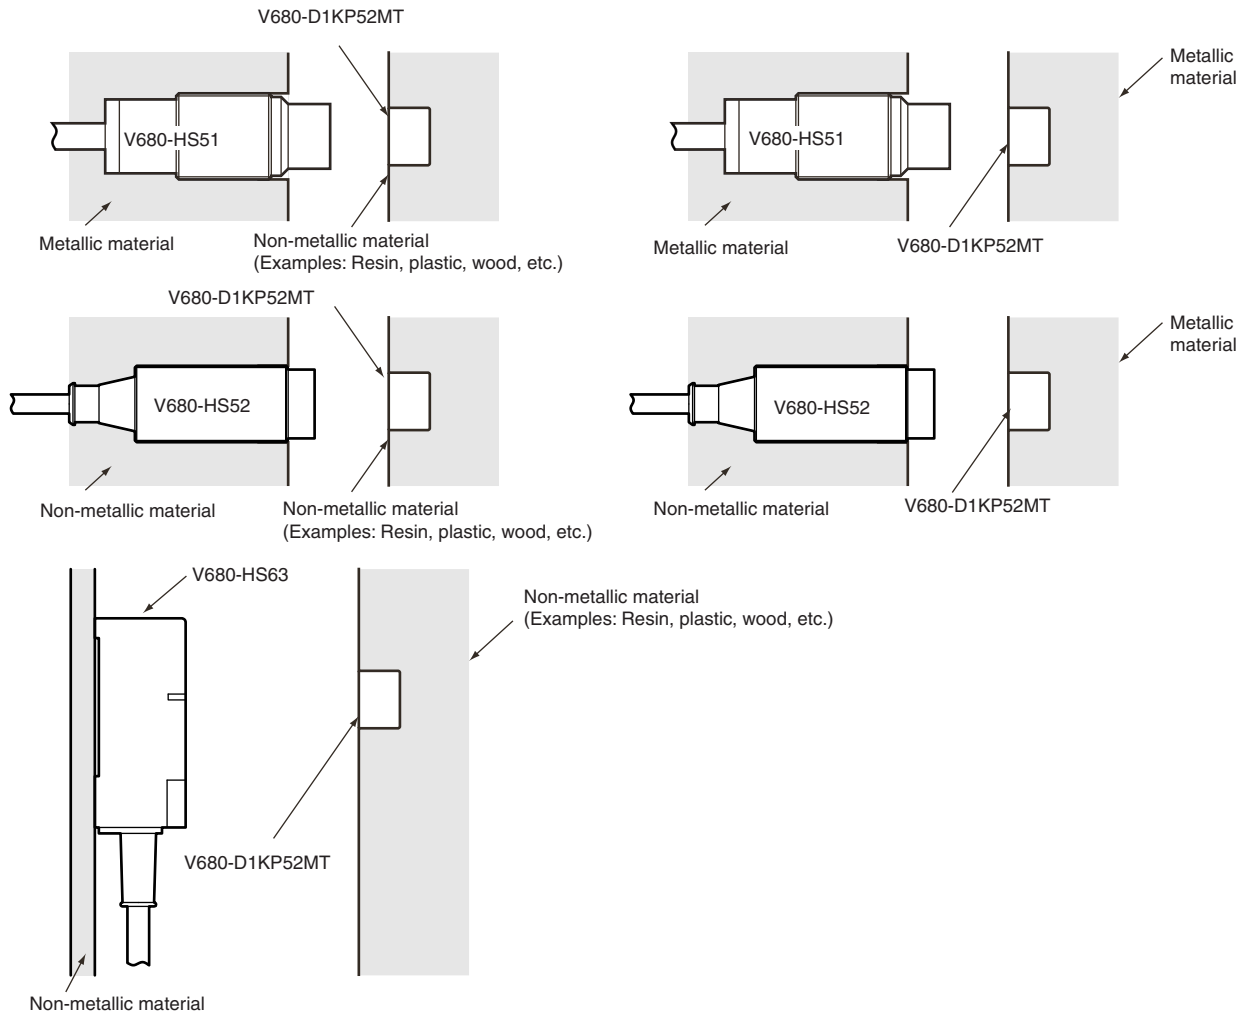 V680-D1KP52MT
Metallic
material
V680-HS51
V680-HS51
Metallic material
Non-metallic material
(Examples: Resin, plastic, wood, etc.)
Metallic material
V680-D1KP52MT
V680-D1KP52MT
Metallic
material
V680-HS52
V680-HS52
Non-metallic material
Non-metallic material
(Examples: Resin, plastic, wood, etc.)
Non-metallic material
V680-D1KP52MT
V680-HS63
Non-metallic material
(Examples: Resin, plastic, wood, etc.)
V680-D1KP52MT
Non-metallic material